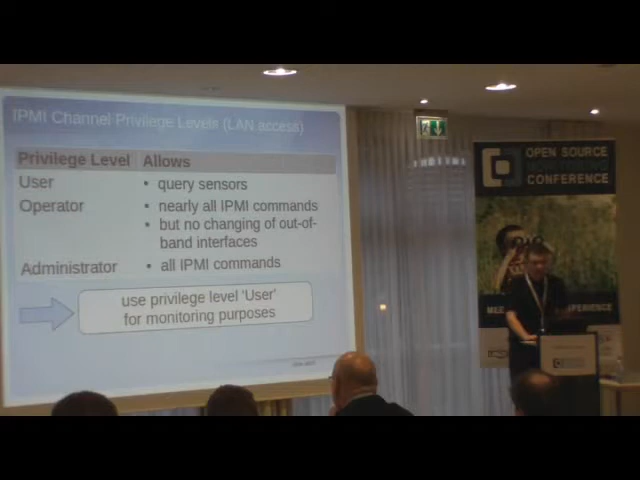 IPMI Channel Privilege Levels (LAN access)
Privilege Level Allows
User • query sensors
Operator • nearly all IPMI commands
• but no changing of out-of-
band interfaces
Administrator • all IPMI commands
use privilege level 'User'
for monitoring purposes
OPEN SOURCE
CONFERENCE